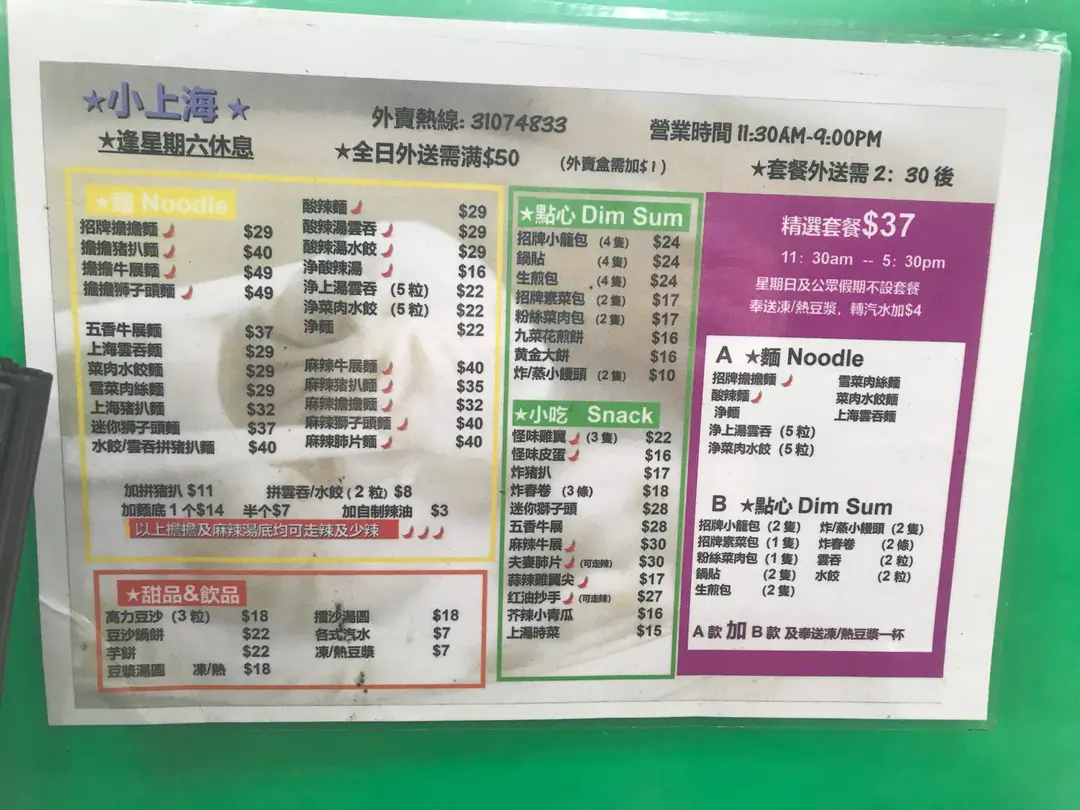 ★小上海★
外賣熱線: 31074833
營業時間 11:30AM-9:00PM
★逢星期六休息
★全日外送需满$50
(外賣盒需加$1)
★套餐外送需 2：30 後
★麵 Noodle
招牌擔擔麵 $29
擔擔豬扒麵 $40
擔擔牛展麵 $49
擔擔狮子頭麵 $49
五香牛展麵 $37
上海雲吞麵 $29
菜肉水餃麵 $29
雪菜肉絲麵 $29
上海豬扒麵 $32
迷你獅子頭麵 $37
水餃/雲吞拼豬扒麵 $40
酸辣麵 $29
酸辣湯雲吞 $29
酸辣湯水餃 $29
淨酸辣湯 $16
淨上湯雲吞 (5 粒) $22
淨菜肉水餃 (5 粒) $22
淨麵 $22
麻辣牛展麵 $40
麻辣豬扒麵 $35
麻辣擔擔麵 $32
麻辣獅子頭麵 $40
麻辣肺片麵 $40
加拼豬扒 $11
拼雲吞/水餃 ( 2 粒) $8
加麵底 1 个$14 半个$7 加自制辣油 $3
以上擔擔及麻辣湯底均可走辣及少辣
★甜品&飲品
高力豆沙 (3 粒) $18
豆沙鍋餅 $22
芋餅 $22
豆漿湯圓 凍/熱 $18
擂沙湯圓 $18
各式汽水 $7
凍/熱豆漿 $7
★點心 Dim Sum
招牌小籠包 (4 隻) $24
鍋貼 (4 隻) $24
生煎包 (4 隻) $24
招牌素菜包 (2 隻) $17
粉絲菜肉包 (2 隻) $17
九菜花煎餅 $16
黄金大餅 $16
炸/蒸小饅頭 (2 隻) $10
★小吃 Snack
怪味雞翼 (3 隻) $22
怪味皮蛋 $16
炸豬扒 $17
炸春卷 (3 條) $18
迷你獅子頭 $28
五香牛展 $28
麻辣牛展 $30
夫妻肺片 (可走辣) $30
蒜辣雞翼尖 $17
红油抄手 (可走辣) $27
芥辣小青瓜 $16
上湯時菜 $15
精選套餐$37
11：30am -- 5：30pm
星期日及公眾假期不設套餐
奉送凍/熱豆漿，轉汽水加$4
A ★麵 Noodle
招牌擔擔麵
酸辣麵
淨麵
淨上湯雲吞 (5 粒)
淨菜肉水餃 (5 粒)
雪菜肉絲麵
菜肉水餃麵
上海雲吞麵
B ★點心 Dim Sum
招牌小籠包 (2 隻)
招牌素菜包 (1 隻)
粉絲菜肉包 (1 隻)
鍋貼 (2 隻)
生煎包 (2 隻)
炸/蒸小饅頭 (2 隻)
炸春卷 (2 條)
雲吞 (2 粒)
水餃 (2 粒)
A 款 加 B 款 及奉送凍/熱豆漿一杯